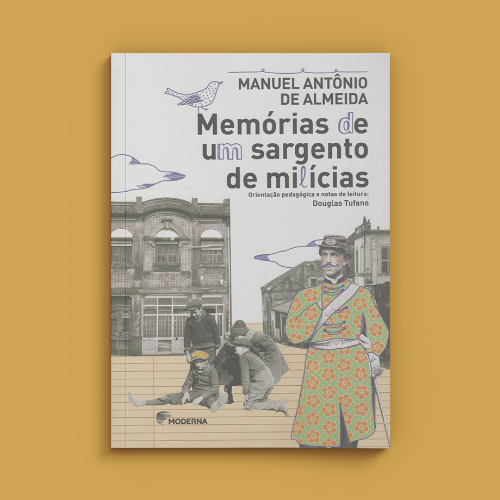 MANUEL ANTÔNIO
DE ALMEIDA
Memórias de
um sargento
de milícias
Orientação pedagógica e notas de leitura:
Douglas Tufano
MODERNA